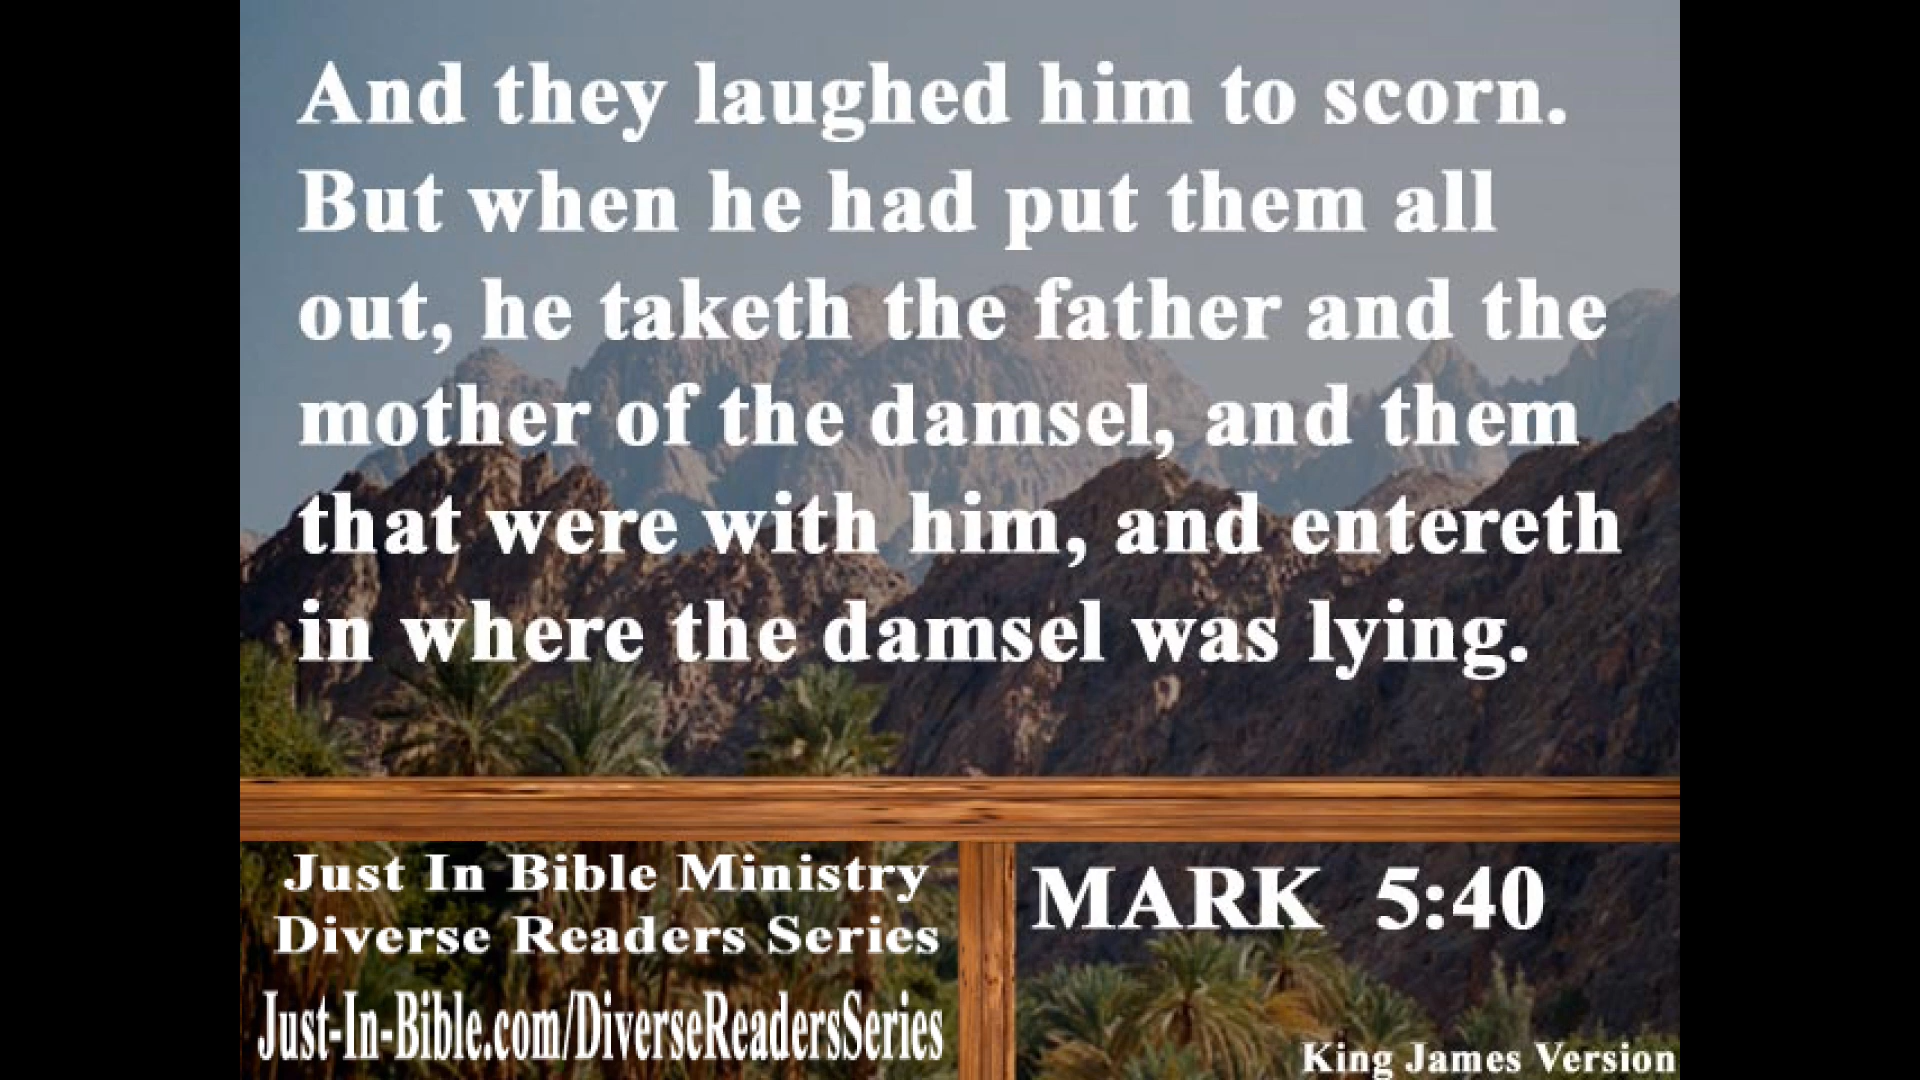 And they laughed him to scorn.
But when he had put them all
out, he taketh the father and the
mother of the damsel, and them
that were with him, and entereth
in where the damsel was lying.
Just In Bible Ministry
Diverse Readers Series
Just-In-Bible.com/DiverseReadersSeries
MARK 5:40
King James Version